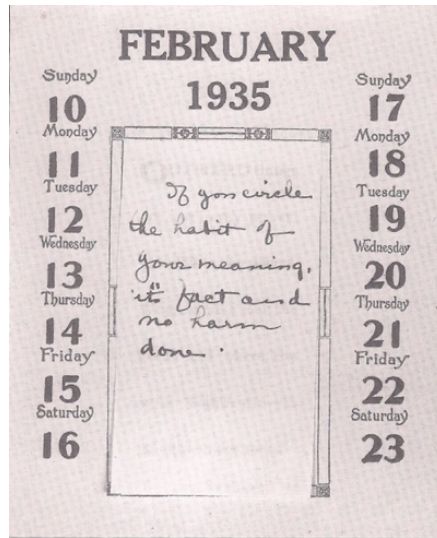 FEBRUARY
1935
Sunday
10
Monday
11
Tuesday
12
Wednesday
13
Thursday
14
Friday
15
Saturday
16
If you circle
the habit of
your meaning,
it's fact and
no harm
done.
Sunday
17
Monday
18
Tuesday
19
Wednesday
20
Thursday
21
Friday
22
Saturday
23